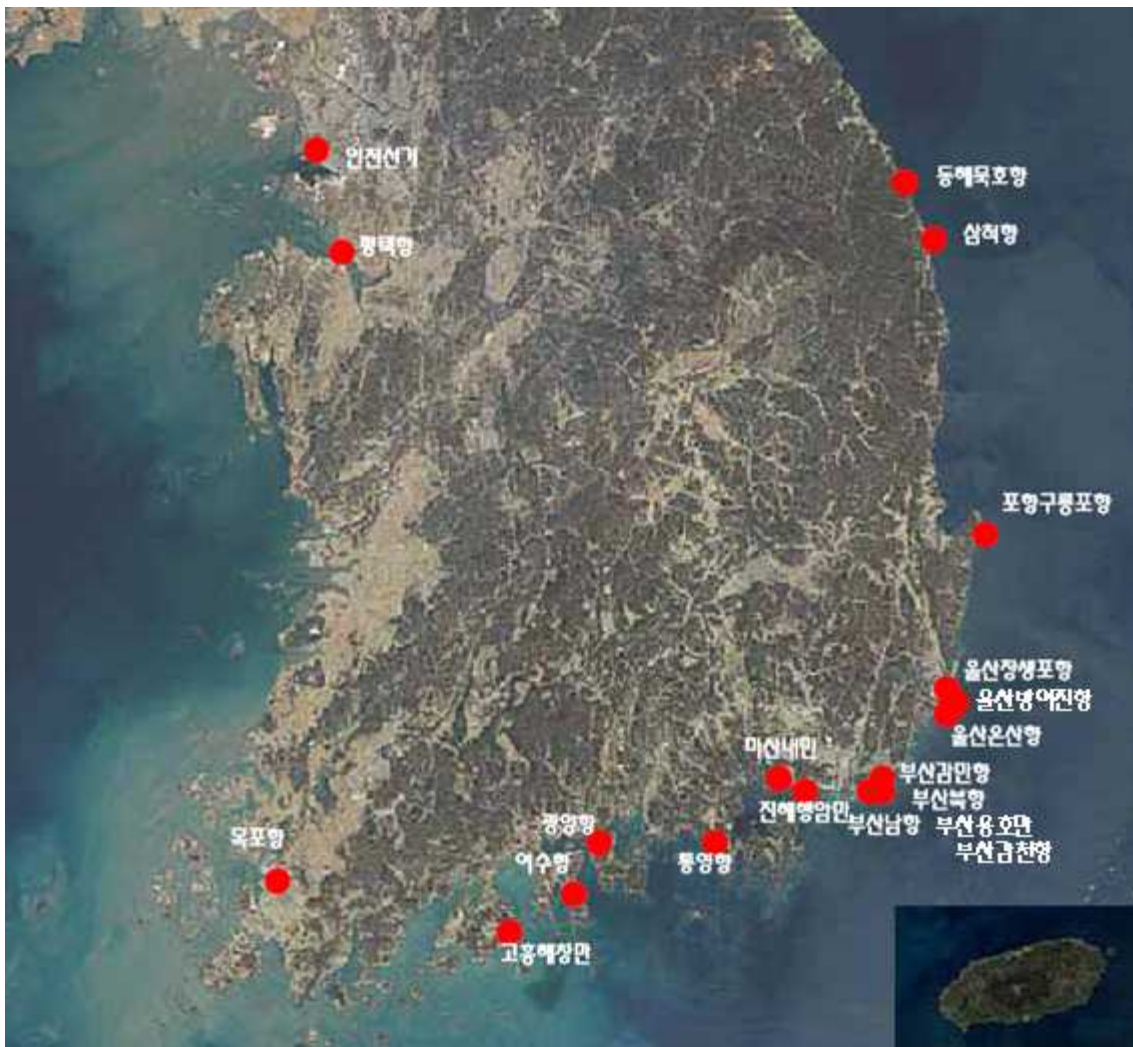 인천선거
동해묵호항
삼척항
평택항
포항구룡포항
울산장생포항
울산방어진항
울산온산항
마산내만
부산감만항
진해행암만
부산북항
부산남항
부산용호만
부산감천항
광양항
목포항
여수항
통영항
고흥해창만